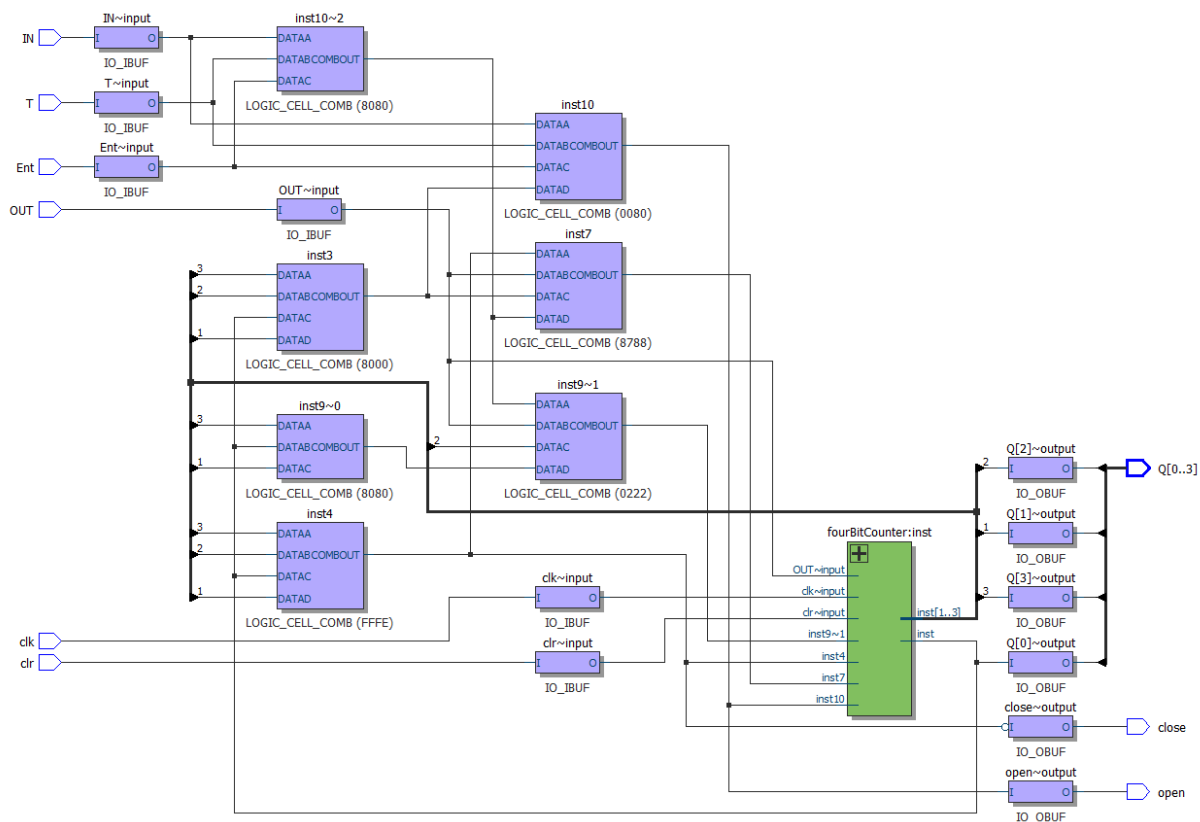 IN~input
IN
I
O
IO_IBUF
inst10~2
DATAA
DATABCOMBOUT
DATAC
LOGIC_CELL_COMB (8080)
T~input
T
I
O
IO_IBUF
Ent~input
Ent
I
O
IO_IBUF
inst10
DATAA
DATABCOMBOUT
DATAC
DATAD
LOGIC_CELL_COMB (0080)
OUT~input
OUT
I
O
IO_IBUF
inst3
3
DATAA
2
DATABCOMBOUT
DATAC
1
DATAD
LOGIC_CELL_COMB (8000)
inst7
DATAA
DATABCOMBOUT
DATAC
DATAD
LOGIC_CELL_COMB (8788)
inst9~0
3
DATAA
DATABCOMBOUT
1
DATAC
LOGIC_CELL_COMB (8080)
inst9~1
DATAA
DATABCOMBOUT
2
DATAC
DATAD
LOGIC_CELL_COMB (0222)
inst4
3
DATAA
2
DATABCOMBOUT
DATAC
1
DATAD
LOGIC_CELL_COMB (FFFE)
clk~input
clk
I
O
IO_IBUF
clr~input
clr
I
O
IO_IBUF
fourBitCounter:inst
OUT~input
clk~input
clr~input
inst9~1
inst4
inst7
inst10
inst[1..3]
inst
Q[2]~output
2
I
O
IO_OBUF
Q[0..3]
Q[1]~output
1
I
O
IO_OBUF
Q[3]~output
3
I
O
IO_OBUF
Q[0]~output
I
O
IO_OBUF
close~output
I
O
close
IO_OBUF
open~output
I
O
open
IO_OBUF